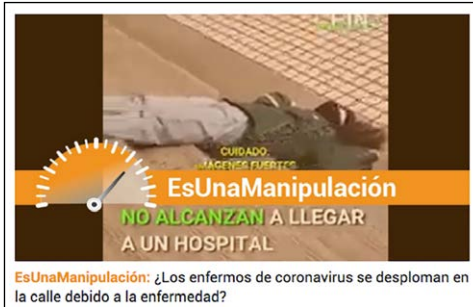 CUIDADO.
IMÁGENES FUERTES
EsUnaManipulación
NO ALCANZAN A LLEGAR
A UN HOSPITAL
EsUnaManipulación: ¿Los enfermos de coronavirus se desploman en
la calle debido a la enfermedad?